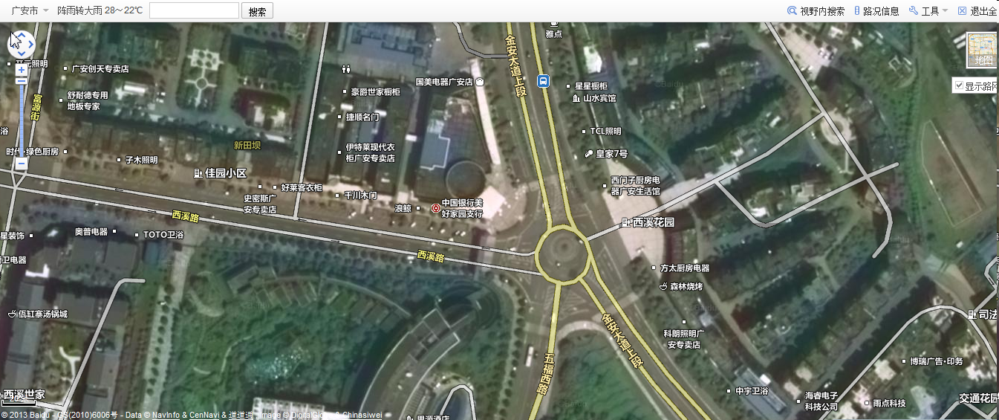 广安市 阵雨转大雨 28～22℃ 搜索 视野内搜索 路况信息 工具 退出全
雅点
地图
开元照明
广安创天专卖店
国美电器广安店
金安大道上段
显示路网
舒耐德专用
地板专家
富源街
豪爵世家橱柜
星星橱柜
山水宾馆
捷顺名门
TCL照明
浴
新田坝
时代·绿色厨房
子木照明
伊特莱现代衣
柜广安专卖店
皇家7号
佳园小区
好莱客衣柜
西门子厨房电
器广安生活馆
史密斯广
安专卖店
千川木门
浪鲸
中国银行美
好家园支行
西溪路
西溪花园
星装饰
奥普电器
TOTO卫浴
西溪路
卫电器
方太厨房电器
森林烧烤
佤缸寨汤锅城
司法
金安大道上段
科朗照明广
安专卖店
五福西路
博瑞广告·印务
西溪世家
中宇卫浴
海睿电子
科技公司
雨点科技
交通花园
© 2013 Baidu - GS(2010)6006号 - Data © NavInfo & CenNavi & 道道通, Image © DigitalGlobe & Chinasiwei
思源酒店